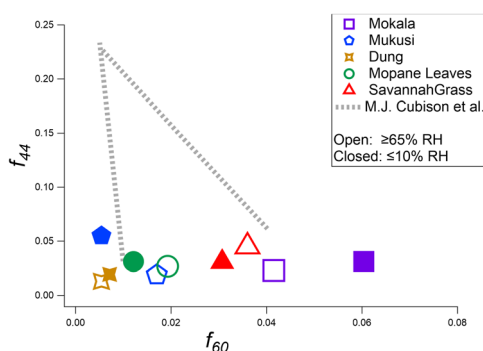 0.25
0.20
0.15
0.10
0.05
0.00
f44
0.00
0.02
0.04
0.06
0.08
f60
Mokala
Mukusi
Dung
Mopane Leaves
SavannahGrass
M.J. Cubison et al.
Open: ≥65% RH
Closed: ≤10% RH